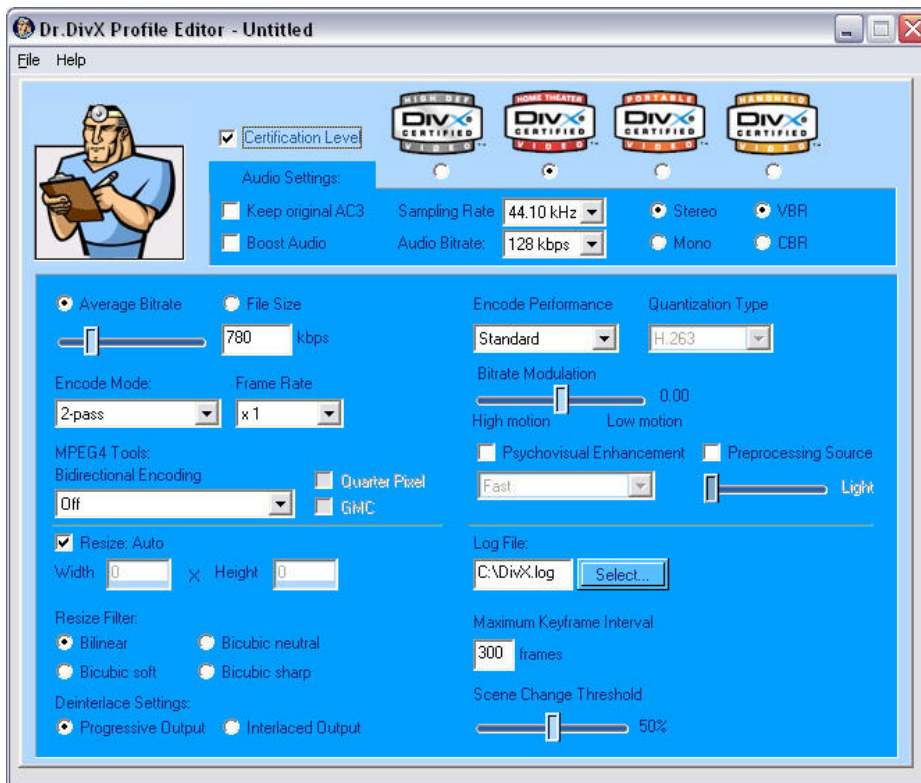 Dr.DivX Profile Editor - Untitled
File Help
HIGH DEF DIVX CERTIFIED VIDEO
HOME THEATER DIVX CERTIFIED VIDEO
PORTABLE DIVX CERTIFIED VIDEO
HANDHELD DIVX CERTIFIED VIDEO
Certification Level
Audio Settings:
Keep original AC3 Sampling Rate 44.10 kHz Stereo VBR
Boost Audio Audio Bitrate: 128 kbps Mono CBR
Average Bitrate File Size
780 kbps
Encode Performance Quantization Type
Standard H.263
Encode Mode: Frame Rate
2-pass x 1
Bitrate Modulation
0.00
High motion Low motion
MPEG4 Tools:
Bidirectional Encoding
Off
Quarter Pixel
GMC
Psychovisual Enhancement Preprocessing Source
Fast Light
Resize: Auto
Width 0 x Height 0
Log File:
C:\DivX.log Select...
Resize Filter:
Bilinear Bicubic neutral
Bicubic soft Bicubic sharp
Maximum Keyframe Interval
300 frames
Deinterlace Settings:
Progressive Output Interlaced Output
Scene Change Threshold
50%